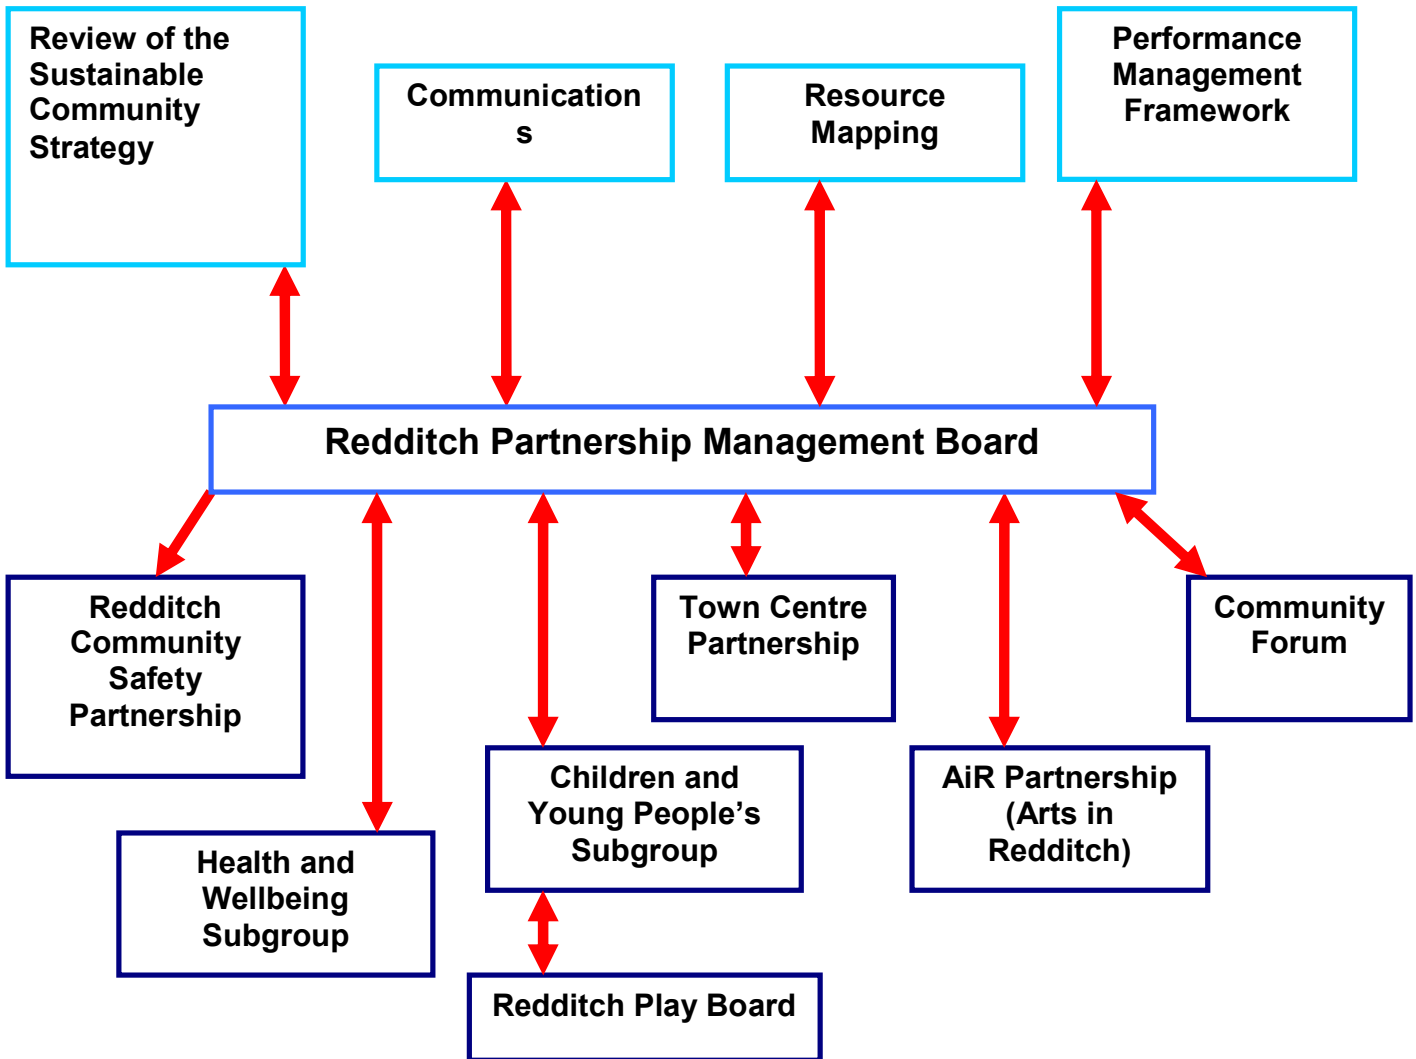 Review of the
Sustainable
Community
Strategy
Communication
s
Resource
Mapping
Performance
Management
Framework
Redditch Partnership Management Board
Redditch
Community
Safety
Partnership
Town Centre
Partnership
Community
Forum
Children and
Young People’s
Subgroup
AiR Partnership
(Arts in
Redditch)
Health and
Wellbeing
Subgroup
Redditch Play Board